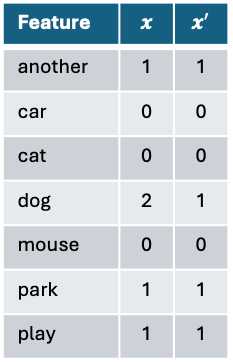 Feature x x′
another 1 1
car 0 0
cat 0 0
dog 2 1
mouse 0 0
park 1 1
play 1 1